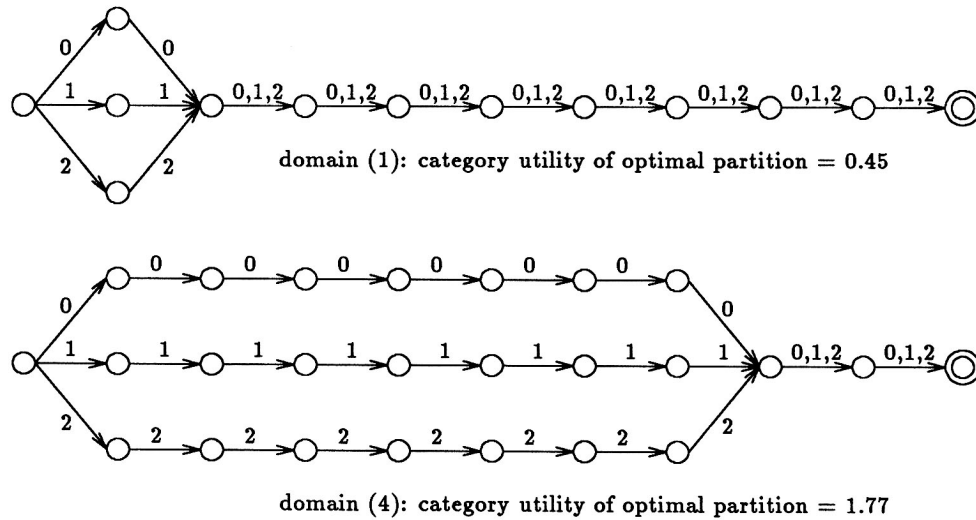 0 0
1 1 0,1,2 0,1,2 0,1,2 0,1,2 0,1,2 0,1,2 0,1,2 0,1,2
2 2
domain (1): category utility of optimal partition = 0.45
0 0 0 0 0 0
0 0
1 1 1 1 1 1 1 1 0,1,2 0,1,2
2 2
2 2 2 2 2 2
domain (4): category utility of optimal partition = 1.77